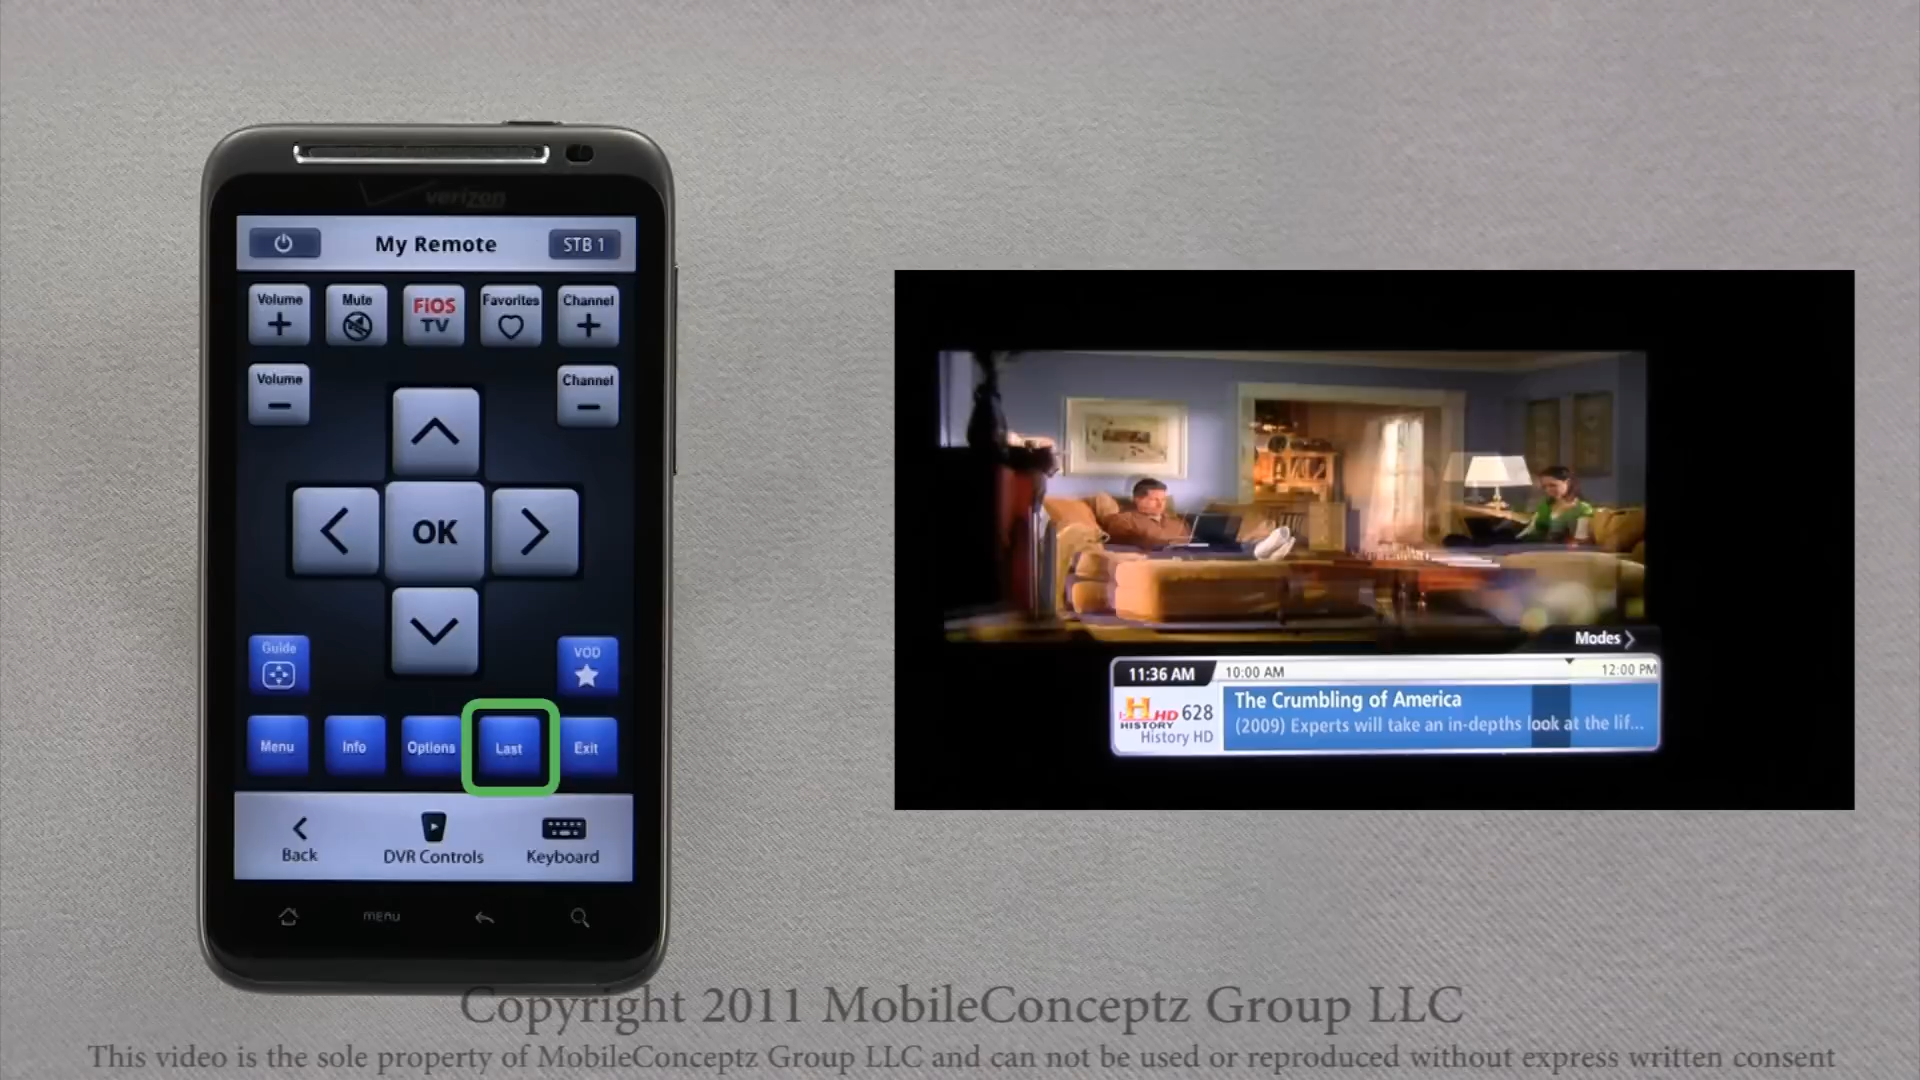 verizon
My Remote
STB 1
Volume
Mute
FiOS
TV
Favorites
Channel
Volume
Channel
OK
Guide
VOD
Menu
Info
Options
Last
Exit
Back
DVR Controls
Keyboard
menu
Modes
11:36 AM
10:00 AM
12:00 PM
H HD 628
HISTORY
History HD
The Crumbling of America
(2009) Experts will take an in-depths look at the lif...
Copyright 2011 MobileConceptz Group LLC
This video is the sole property of MobileConceptz Group LLC and can not be used or reproduced without express written consent